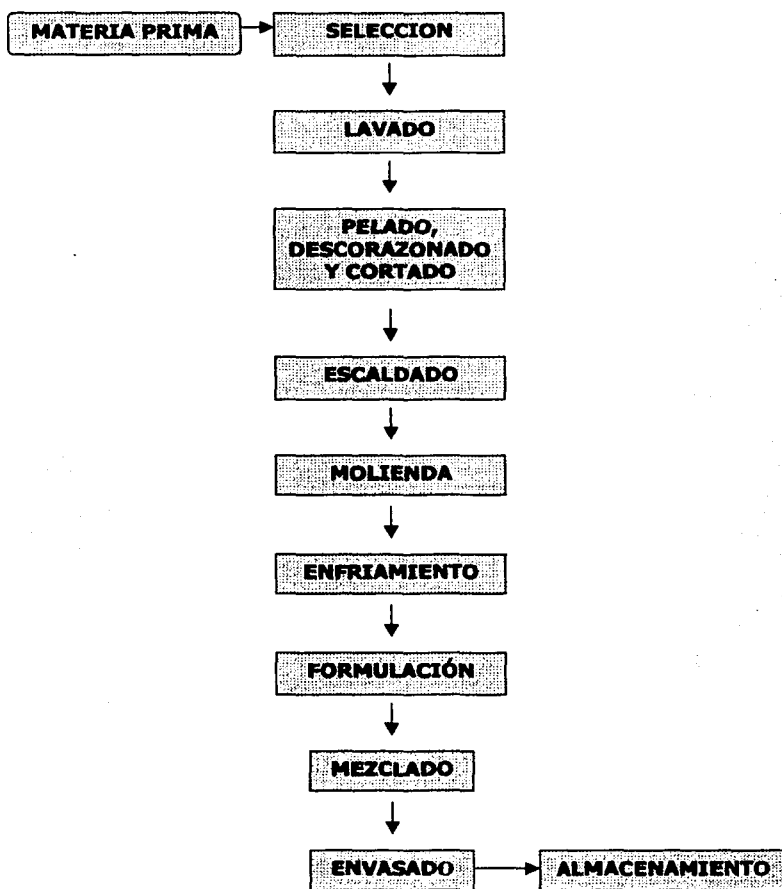 MATERIA PRIMA
SELECCION
LAVADO
PELADO,
DESCORAZONADO
Y CORTADO
ESCALDADO
MOLIENDA
ENFRIAMIENTO
FORMULACIÓN
MEZCLADO
ENVASADO
ALMACENAMIENTO